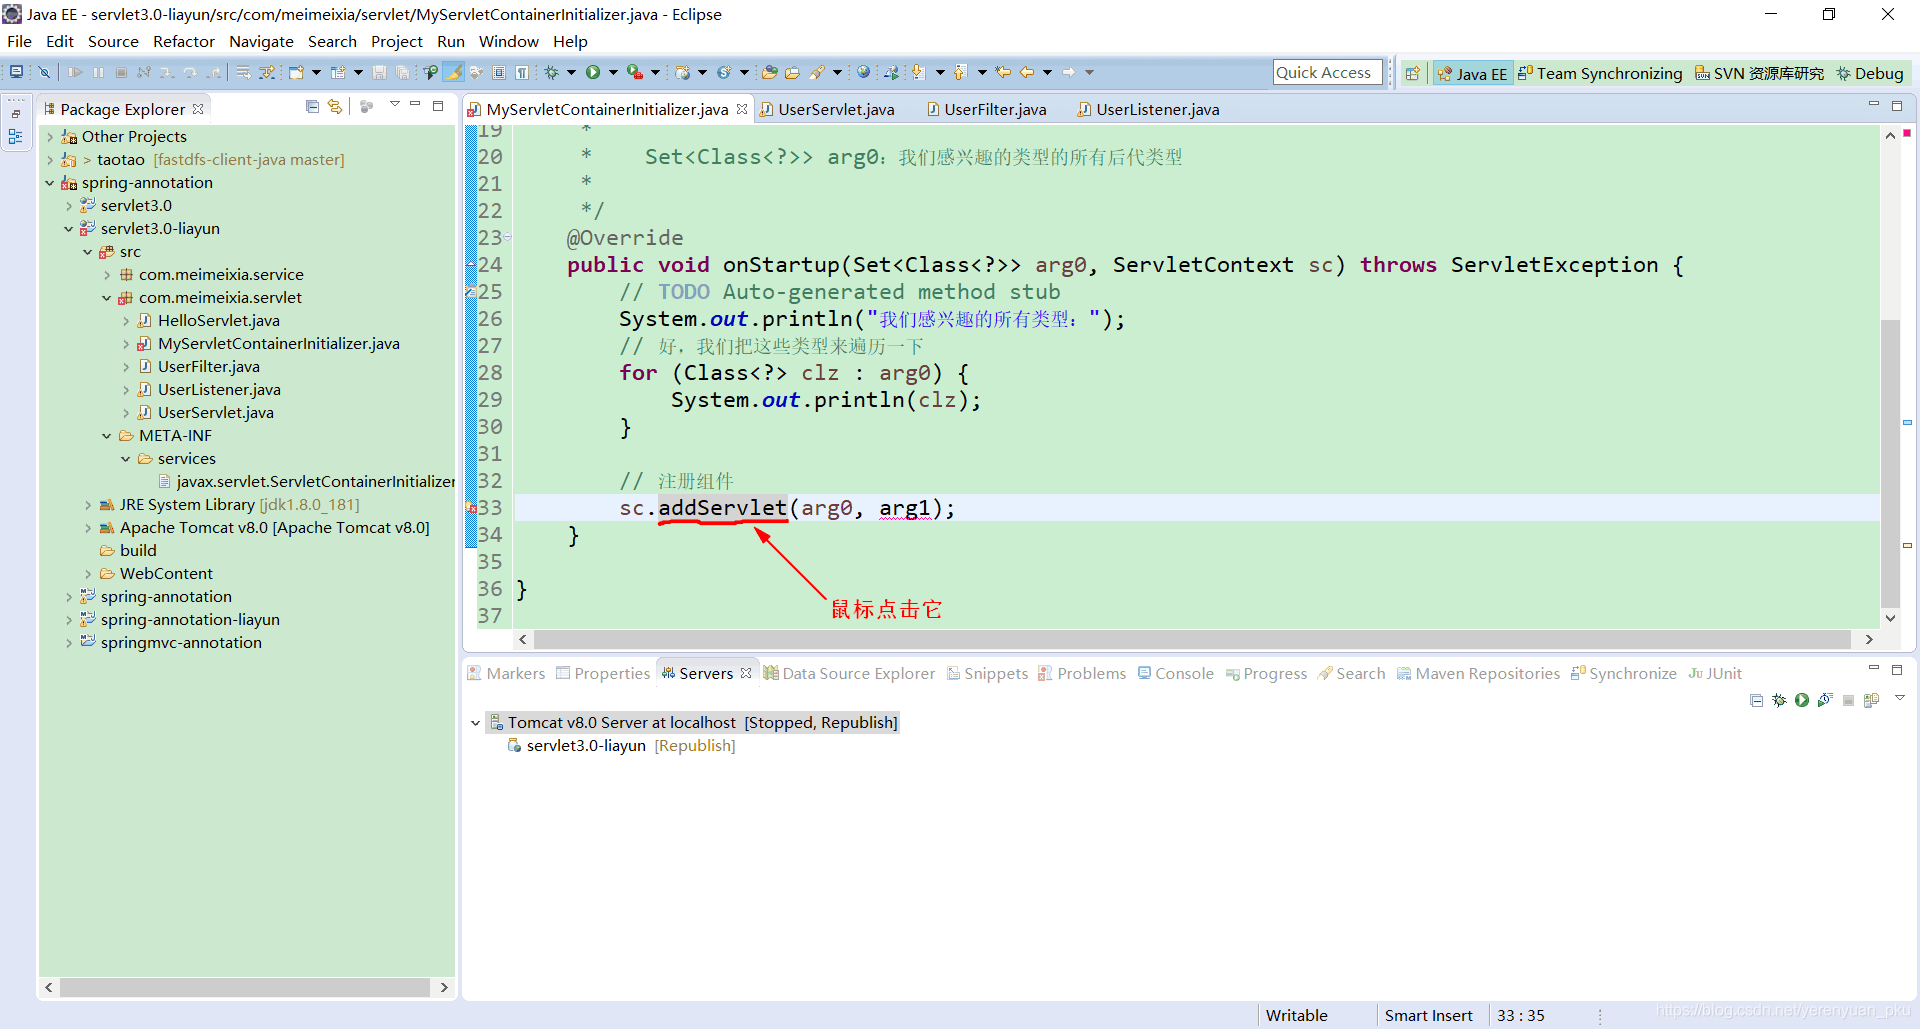 Java EE - servlet3.0-liayun/src/com/meimeixia/servlet/MyServletContainerInitializer.java - Eclipse
File Edit Source Refactor Navigate Search Project Run Window Help
Quick Access Java EE Team Synchronizing SVN 资源库研究 Debug
Package Explorer
Other Projects
> taotao [fastdfs-client-java master]
spring-annotation
servlet3.0
servlet3.0-liayun
src
com.meimeixia.service
com.meimeixia.servlet
HelloServlet.java
MyServletContainerInitializer.java
UserFilter.java
UserListener.java
UserServlet.java
META-INF
services
javax.servlet.ServletContainerInitializer
JRE System Library [jdk1.8.0_181]
Apache Tomcat v8.0 [Apache Tomcat v8.0]
build
WebContent
spring-annotation
spring-annotation-liayun
springmvc-annotation
MyServletContainerInitializer.java UserServlet.java UserFilter.java UserListener.java
19 *
20 * Set<Class<?>> arg0：我们感兴趣的类型的所有后代类型
21 *
22 */
23 @Override
24 public void onStartup(Set<Class<?>> arg0, ServletContext sc) throws ServletException {
25 // TODO Auto-generated method stub
26 System.out.println("我们感兴趣的所有类型：");
27 // 好，我们把这些类型来遍历一下
28 for (Class<?> clz : arg0) {
29 System.out.println(clz);
30 }
31
32 // 注册组件
33 sc.addServlet(arg0, arg1);
34 }
35
36 }
37
鼠标点击它
Markers Properties Servers Data Source Explorer Snippets Problems Console Progress Search Maven Repositories Synchronize Ju JUnit
Tomcat v8.0 Server at localhost [Stopped, Republish]
servlet3.0-liayun [Republish]
Writable Smart Insert 33 : 35
https://blog.csdn.net/yerenyuan_pku